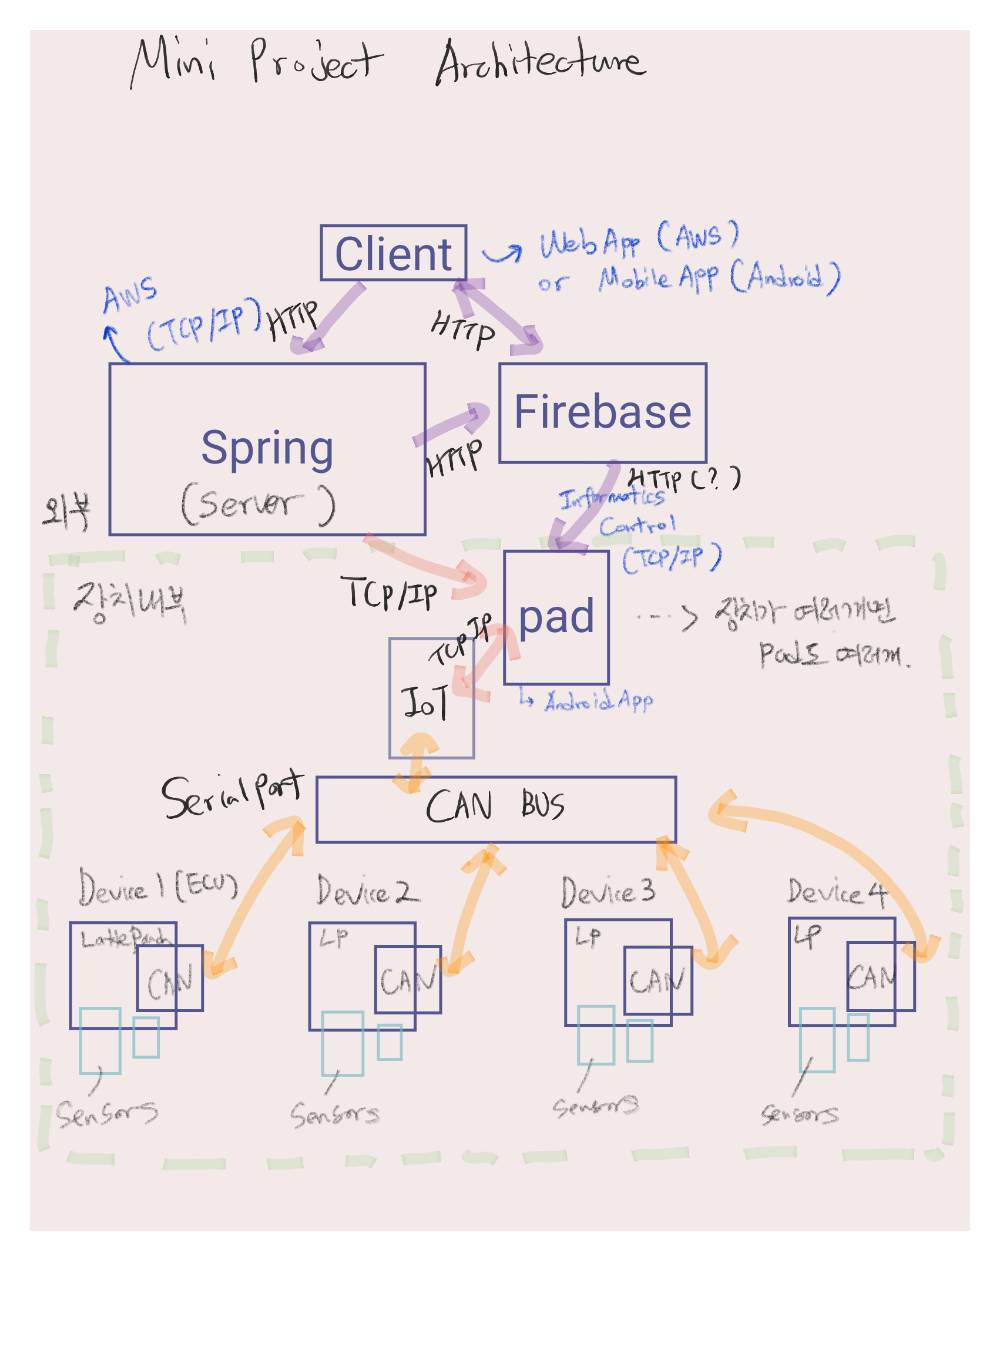 Mini Project Architecture
Client
WebApp (AWS)
or Mobile App (Android)
AWS
(TCP/IP)
HTTP
HTTP
Spring
(Server)
외부
HTTP
Firebase
HTTP (?)
Informatics
Control
(TCP/IP)
장치내부
TCP/IP
pad
----> 장치가 여러개면
Pad도 여러개.
Android App
TCP IP
IoT
Serial port
CAN BUS
Device 1 (ECU)
Device 2
Device 3
Device 4
LattePanda
CAN
LP
CAN
LP
CAN
LP
CAN
Sensors
Sensors
Sensors
Sensors